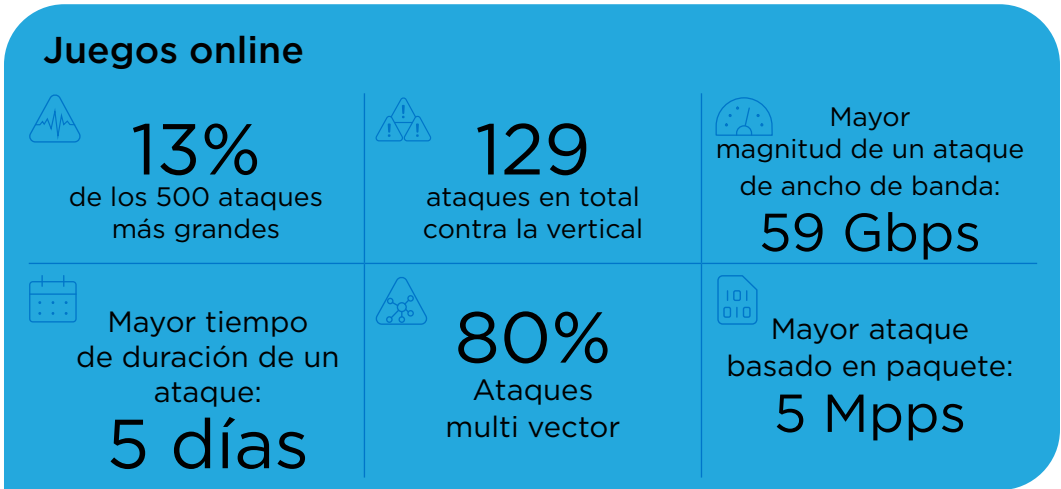 Juegos online
13%
de los 500 ataques
más grandes
129
ataques en total
contra la vertical
Mayor
magnitud de un ataque
de ancho de banda:
59 Gbps
Mayor tiempo
de duración de un
ataque:
5 días
80%
Ataques
multi vector
101
010
Mayor ataque
basado en paquete:
5 Mpps